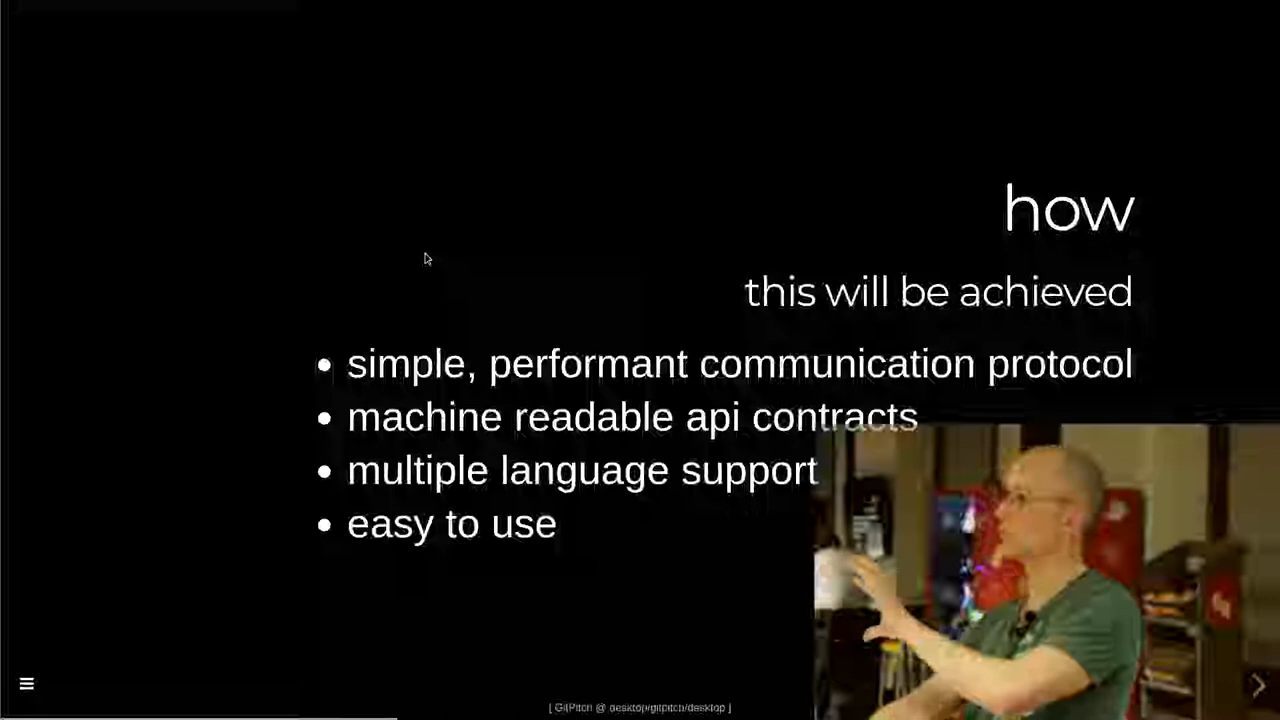 how
this will be achieved
simple, performant communication protocol
machine readable api contracts
multiple language support
easy to use
[ GitPitch @ desktop/gitpitch/desktop ]